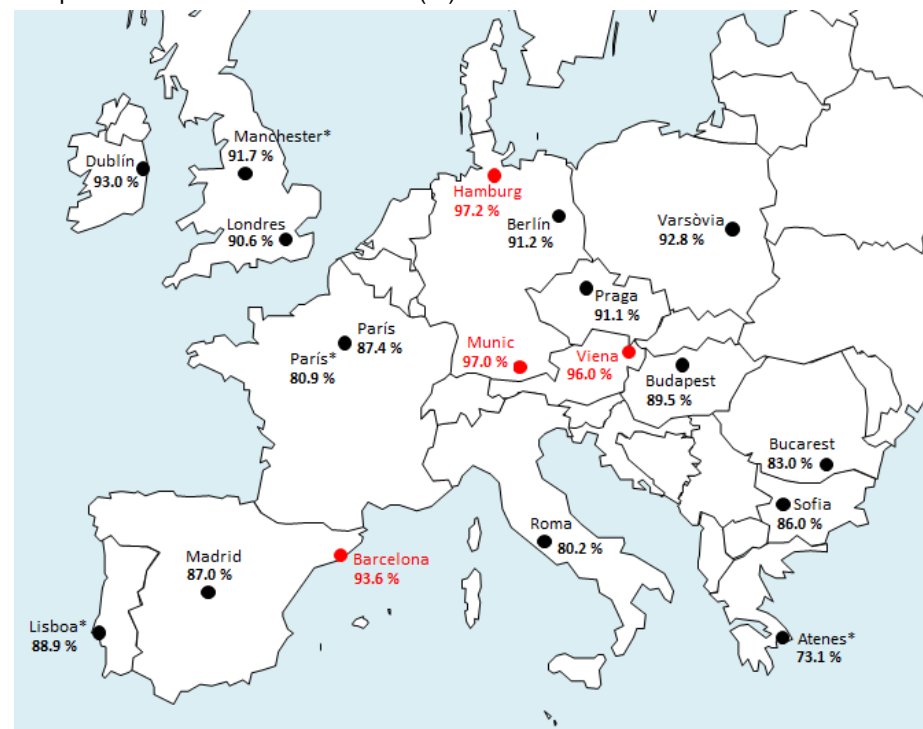 Manchester*
91.7 %
Dublín
93.0 %
Hamburg
97.2 %
Londres
90.6 %
Berlín
91.2 %
Varsòvia
92.8 %
Praga
91.1 %
París
87.4 %
París*
80.9 %
Munic
97.0 %
Viena
96.0 %
Budapest
89.5 %
Bucarest
83.0 %
Sofia
86.0 %
Roma
80.2 %
Madrid
87.0 %
Barcelona
93.6 %
Lisboa*
88.9 %
Atenes*
73.1 %